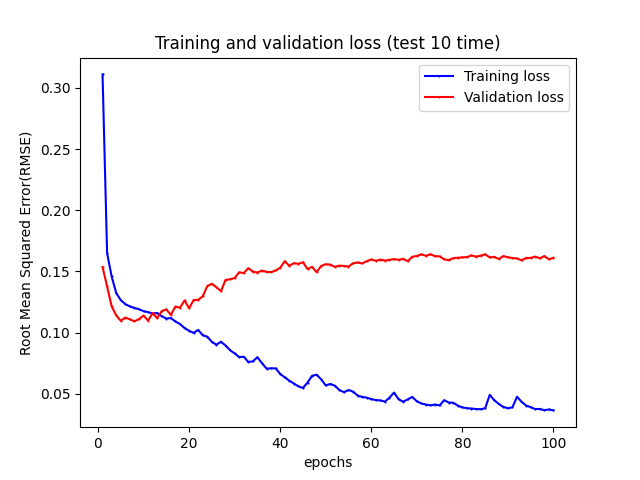 Training and validation loss (test 10 time)
Training loss
Validation loss
Root Mean Squared Error(RMSE)
0.30
0.25
0.20
0.15
0.10
0.05
0 20 40 60 80 100
epochs